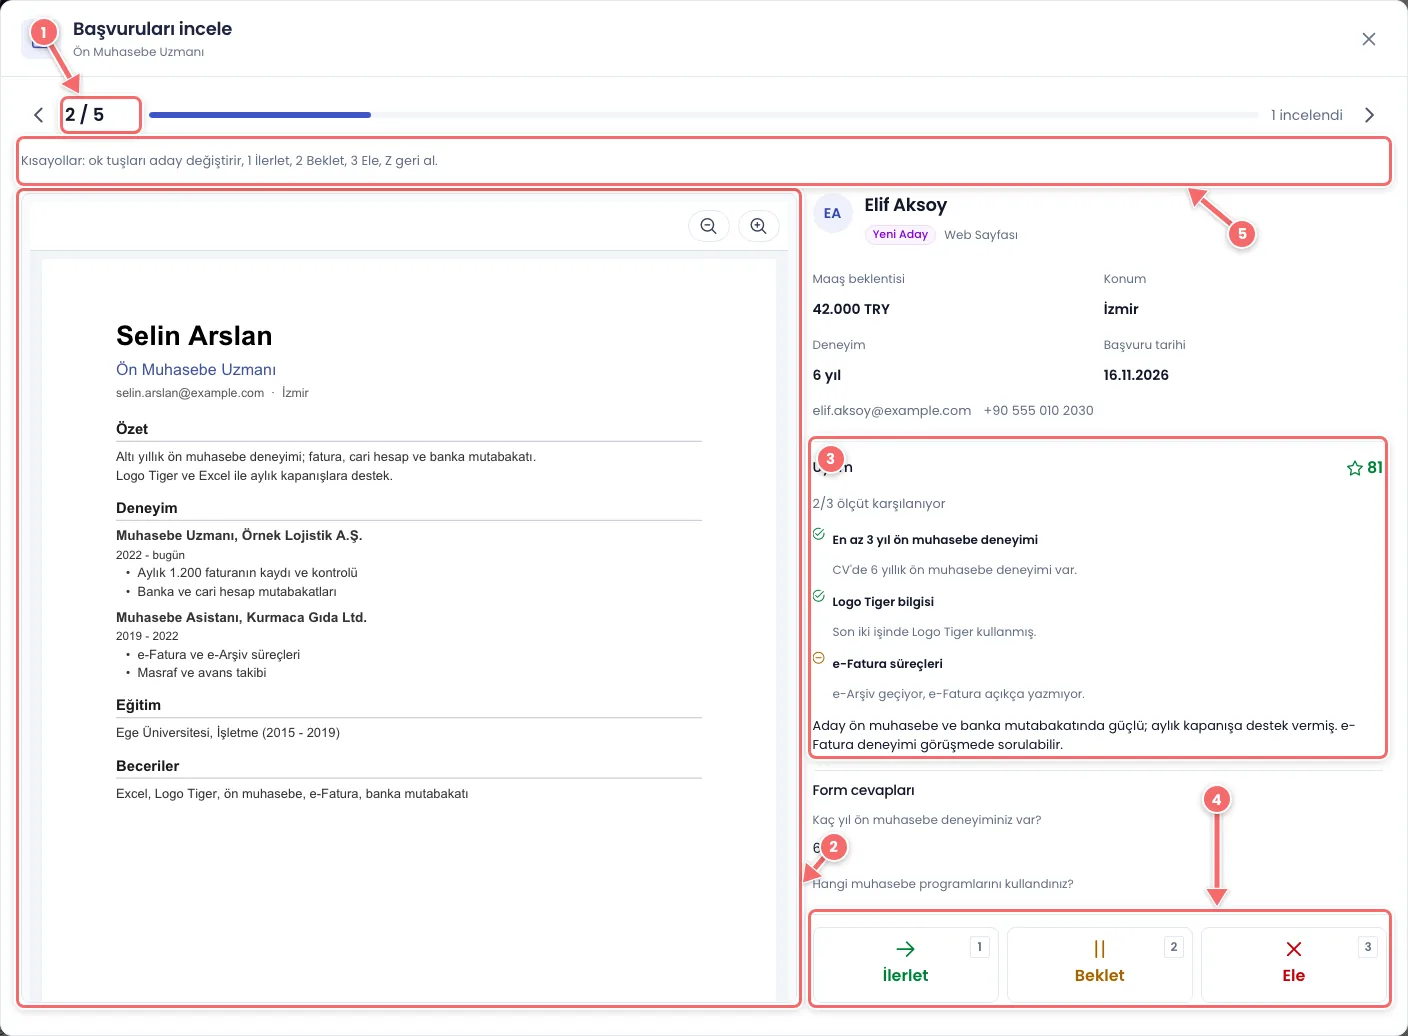 1
Başvuruları incele
Ön Muhasebe Uzmanı
2 / 5
1 incelendi
Kısayollar: ok tuşları aday değiştirir, 1 İlerlet, 2 Beklet, 3 Ele, Z geri al.
5
Selin Arslan
Ön Muhasebe Uzmanı
selin.arslan@example.com · İzmir
Özet
Altı yıllık ön muhasebe deneyimi; fatura, cari hesap ve banka mutabakatı.
Logo Tiger ve Excel ile aylık kapanışlara destek.
Deneyim
Muhasebe Uzmanı, Örnek Lojistik A.Ş.
2022 - bugün
• Aylık 1.200 faturanın kaydı ve kontrolü
• Banka ve cari hesap mutabakatları
Muhasebe Asistanı, Kurmaca Gıda Ltd.
2019 - 2022
• e-Fatura ve e-Arşiv süreçleri
• Masraf ve avans takibi
Eğitim
Ege Üniversitesi, İşletme (2015 - 2019)
Beceriler
Excel, Logo Tiger, ön muhasebe, e-Fatura, banka mutabakatı
2
EA
Elif Aksoy
Yeni Aday Web Sayfası
Maaş beklentisi
42.000 TRY
Konum
İzmir
Deneyim
6 yıl
Başvuru tarihi
16.11.2026
elif.aksoy@example.com +90 555 010 2030
3
81
2/3 ölçüt karşılanıyor
En az 3 yıl ön muhasebe deneyimi
CV'de 6 yıllık ön muhasebe deneyimi var.
Logo Tiger bilgisi
Son iki işinde Logo Tiger kullanmış.
e-Fatura süreçleri
e-Arşiv geçiyor, e-Fatura açıkça yazmıyor.
Aday ön muhasebe ve banka mutabakatında güçlü; aylık kapanışa destek vermiş. e-
Fatura deneyimi görüşmede sorulabilir.
Form cevapları
4
Kaç yıl ön muhasebe deneyiminiz var?
6
Hangi muhasebe programlarını kullandınız?
İlerlet 1
Beklet 2
Ele 3